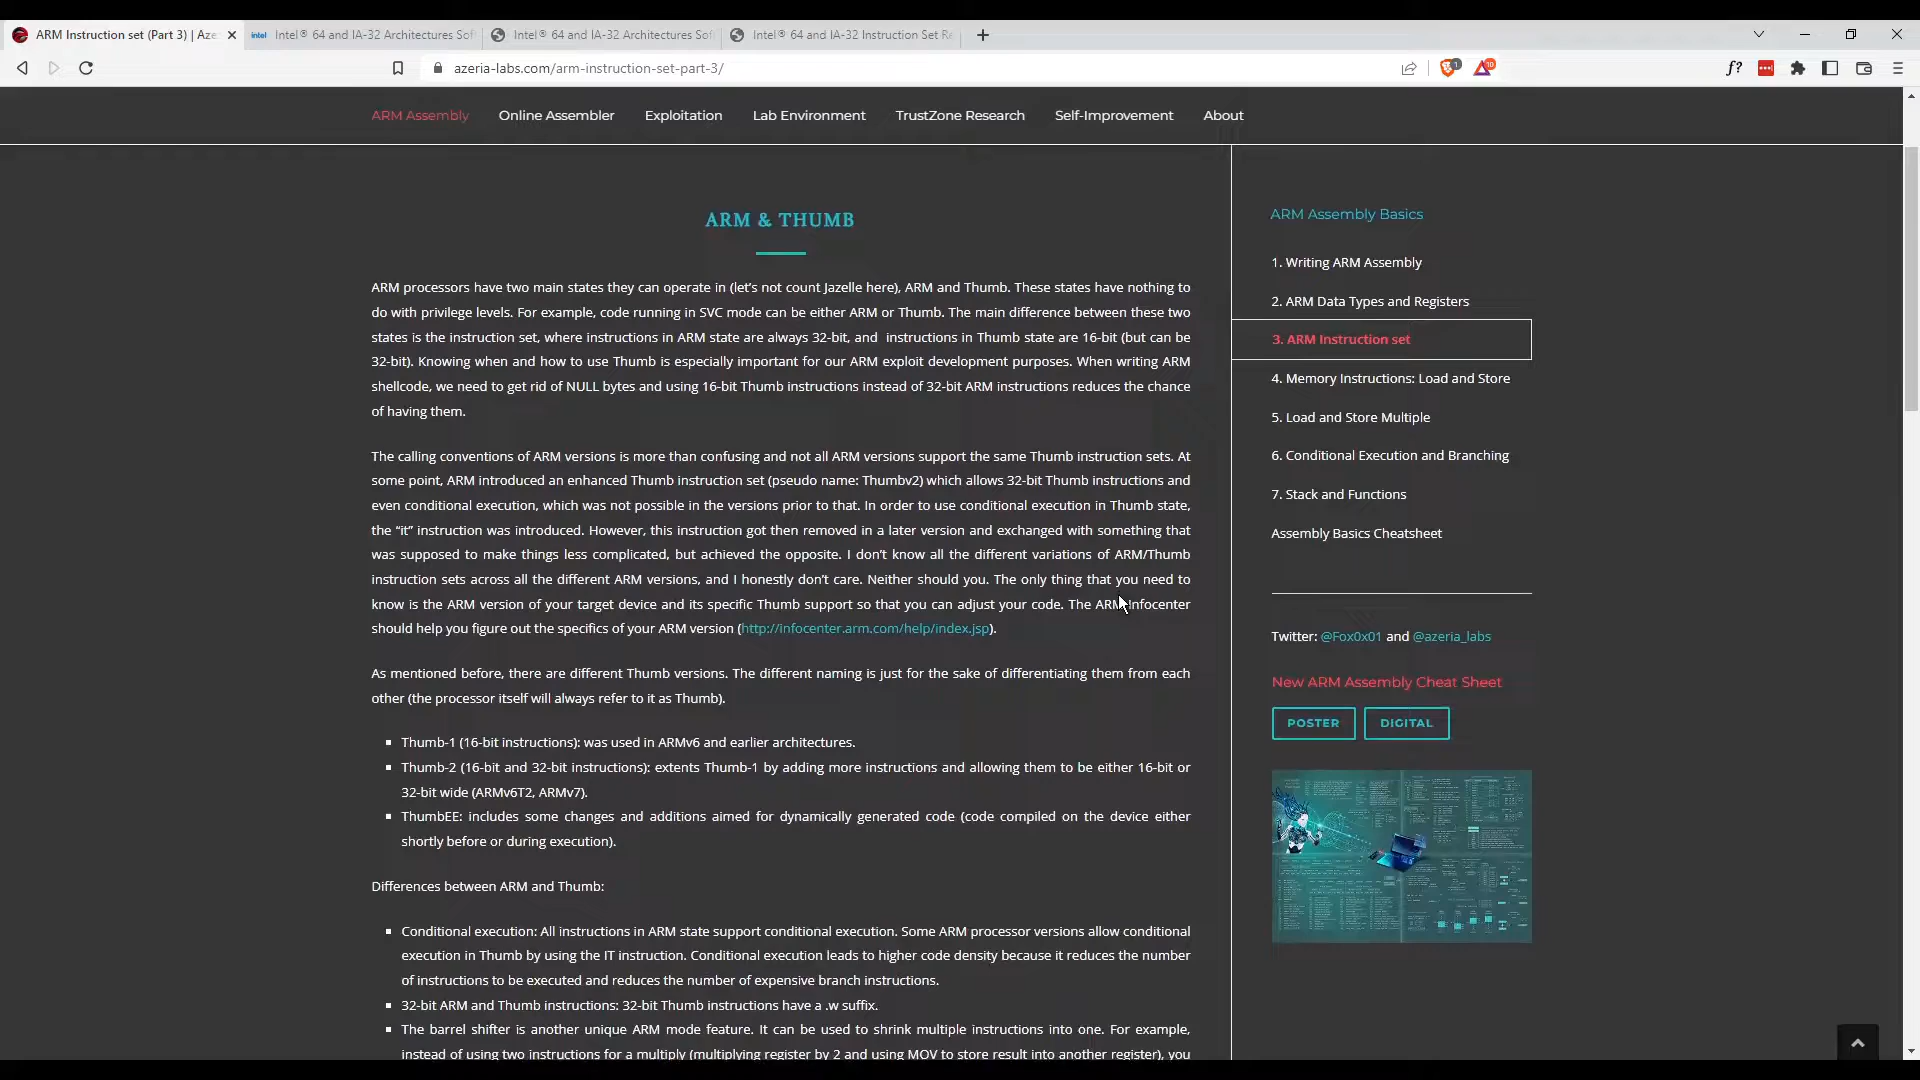 ARM Instruction set (Part 3) | Aze
Intel® 64 and IA-32 Architectures Sof
Intel® 64 and IA-32 Architectures Sof
Intel® 64 and IA-32 Instruction Set Re
azeria-labs.com/arm-instruction-set-part-3/
ARM Assembly
Online Assembler
Exploitation
Lab Environment
TrustZone Research
Self-Improvement
About
ARM & THUMB
ARM processors have two main states they can operate in (let's not count Jazelle here), ARM and Thumb. These states have nothing to
do with privilege levels. For example, code running in SVC mode can be either ARM or Thumb. The main difference between these two
states is the instruction set, where instructions in ARM state are always 32-bit, and instructions in Thumb state are 16-bit (but can be
32-bit). Knowing when and how to use Thumb is especially important for our ARM exploit development purposes. When writing ARM
shellcode, we need to get rid of NULL bytes and using 16-bit Thumb instructions instead of 32-bit ARM instructions reduces the chance
of having them.
The calling conventions of ARM versions is more than confusing and not all ARM versions support the same Thumb instruction sets. At
some point, ARM introduced an enhanced Thumb instruction set (pseudo name: Thumbv2) which allows 32-bit Thumb instructions and
even conditional execution, which was not possible in the versions prior to that. In order to use conditional execution in Thumb state,
the "it" instruction was introduced. However, this instruction got then removed in a later version and exchanged with something that
was supposed to make things less complicated, but achieved the opposite. I don't know all the different variations of ARM/Thumb
instruction sets across all the different ARM versions, and I honestly don't care. Neither should you. The only thing that you need to
know is the ARM version of your target device and its specific Thumb support so that you can adjust your code. The ARM Infocenter
should help you figure out the specifics of your ARM version (http://infocenter.arm.com/help/index.jsp).
As mentioned before, there are different Thumb versions. The different naming is just for the sake of differentiating them from each
other (the processor itself will always refer to it as Thumb).
Thumb-1 (16-bit instructions): was used in ARMv6 and earlier architectures.
Thumb-2 (16-bit and 32-bit instructions): extents Thumb-1 by adding more instructions and allowing them to be either 16-bit or
32-bit wide (ARMv6T2, ARMv7).
ThumbEE: includes some changes and additions aimed for dynamically generated code (code compiled on the device either
shortly before or during execution).
Differences between ARM and Thumb:
Conditional execution: All instructions in ARM state support conditional execution. Some ARM processor versions allow conditional
execution in Thumb by using the IT instruction. Conditional execution leads to higher code density because it reduces the number
of instructions to be executed and reduces the number of expensive branch instructions.
32-bit ARM and Thumb instructions: 32-bit Thumb instructions have a .w suffix.
The barrel shifter is another unique ARM mode feature. It can be used to shrink multiple instructions into one. For example,
instead of using two instructions for a multiply (multiplying register by 2 and using MOV to store result into another register), you
ARM Assembly Basics
1. Writing ARM Assembly
2. ARM Data Types and Registers
3. ARM Instruction set
4. Memory Instructions: Load and Store
5. Load and Store Multiple
6. Conditional Execution and Branching
7. Stack and Functions
Assembly Basics Cheatsheet
Twitter: @Fox0x01 and @azeria_labs
New ARM Assembly Cheat Sheet
POSTER
DIGITAL